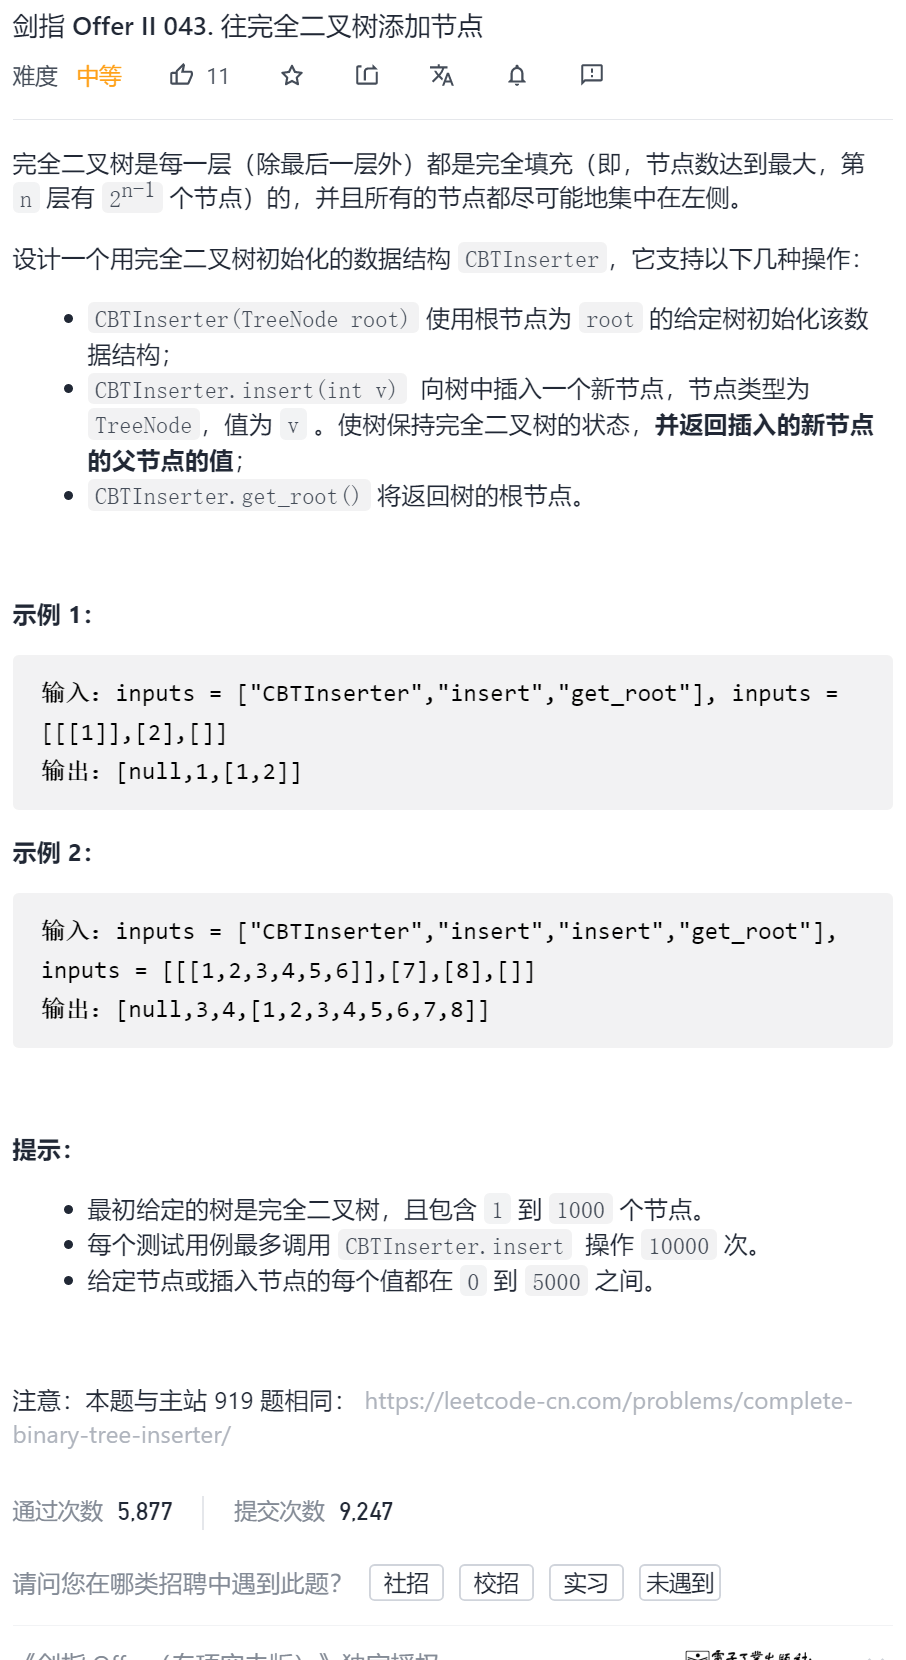 剑指 Offer II 043. 往完全二叉树添加节点
难度 中等 11
完全二叉树是每一层（除最后一层外）都是完全填充（即，节点数达到最大，第
n 层有 2^n-1 个节点）的，并且所有的节点都尽可能地集中在左侧。
设计一个用完全二叉树初始化的数据结构 CBTInserter，它支持以下几种操作：
CBTInserter(TreeNode root) 使用根节点为 root 的给定树初始化该数
据结构；
CBTInserter.insert(int v) 向树中插入一个新节点，节点类型为
TreeNode，值为 v 。使树保持完全二叉树的状态，并返回插入的新节点
的父节点的值；
CBTInserter.get_root() 将返回树的根节点。
示例 1：
输入：inputs = ["CBTInserter","insert","get_root"], inputs =
[[[1]],[2],[]]
输出：[null,1,[1,2]]
示例 2：
输入：inputs = ["CBTInserter","insert","insert","get_root"],
inputs = [[[1,2,3,4,5,6]],[7],[8],[]]
输出：[null,3,4,[1,2,3,4,5,6,7,8]]
提示：
最初给定的树是完全二叉树，且包含 1 到 1000 个节点。
每个测试用例最多调用 CBTInserter.insert 操作 10000 次。
给定节点或插入节点的每个值都在 0 到 5000 之间。
注意：本题与主站 919 题相同： https://leetcode-cn.com/problems/complete-
binary-tree-inserter/
通过次数 5,877 提交次数 9,247
请问您在哪类招聘中遇到此题？ 社招 校招 实习 未遇到